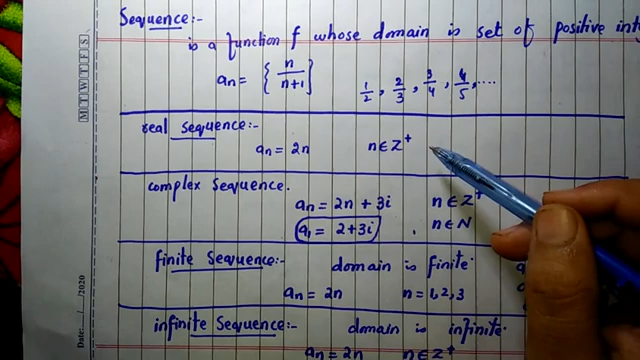 Sequence:-
is a function f whose domain is set of positive
an = { n/n+1 } 1/2, 2/3, 3/4, 4/5, ....
real sequence:-
an = 2n n∈Z+
complex sequence.
an = 2n + 3i n∈Z+
a1 = 2+3i , n∈N
finite sequence:- domain is finite.
an = 2n n = 1, 2, 3
infinite sequence:- domain is infinite.
an = 2n n∈Z+
M T W T F S
Date: / /2020